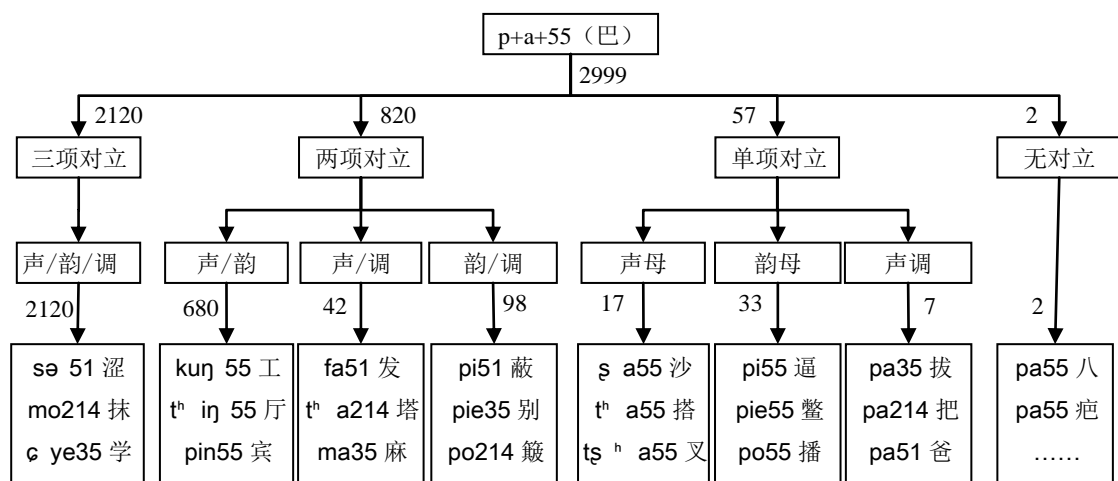 p+a+55（巴）
2999
2120 820 57 2
三项对立 两项对立 单项对立 无对立
声/韵/调 声/韵 声/调 韵/调 声母 韵母 声调
2120 680 42 98 17 33 7 2
sə 51 涩 kuŋ 55 工 fa51 发 pi51 蔽 ʂ a55 沙 pi55 逼 pa35 拔 pa55 八
mo214 抹 tʰ iŋ 55 厅 tʰ a214 塔 pie35 别 tʰ a55 搭 pie55 鳖 pa214 把 pa55 疤
ɕ ye35 学 pin55 宾 ma35 麻 po214 簸 tʂ ʰ a55 叉 po55 播 pa51 爸 ……